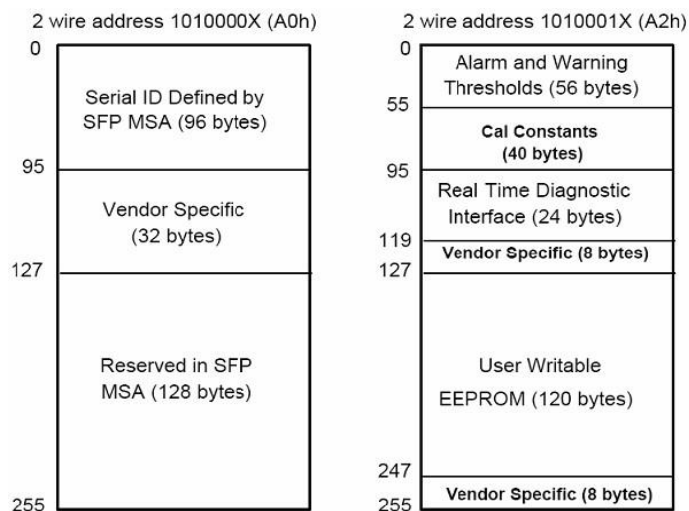 2 wire address 1010000X (A0h)
0
Serial ID Defined by
SFP MSA (96 bytes)
95
Vendor Specific
(32 bytes)
127
Reserved in SFP
MSA (128 bytes)
255
2 wire address 1010001X (A2h)
0
Alarm and Warning
Thresholds (56 bytes)
55
Cal Constants
(40 bytes)
95
Real Time Diagnostic
Interface (24 bytes)
119
Vendor Specific (8 bytes)
127
User Writable
EEPROM (120 bytes)
247
Vendor Specific (8 bytes)
255